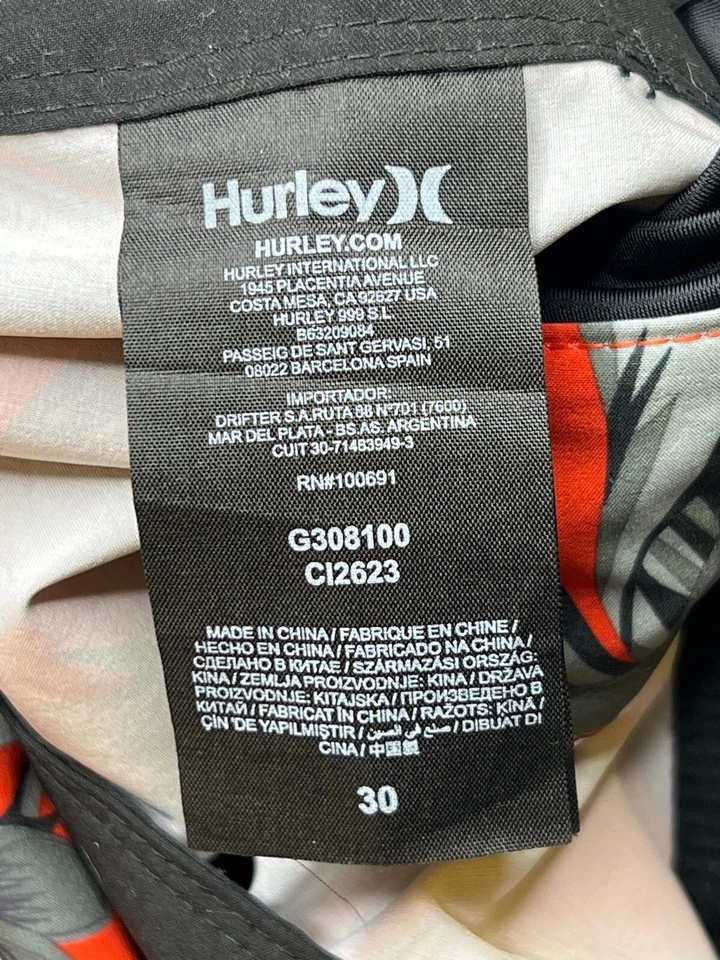 Hurley
HURLEY.COM
HURLEY INTERNATIONAL LLC
1945 PLACENTIA AVENUE
COSTA MESA, CA 92627 USA
HURLEY 999 S.L
B63209084
PASSEIG DE SANT GERVASI, 51
08022 BARCELONA SPAIN
IMPORTADOR:
DRIFTER S.A.RUTA 88 Nº701 (7600)
MAR DEL PLATA - BS.AS. ARGENTINA
CUIT 30-71483949-3
RN#100691
G308100
CI2623
MADE IN CHINA / FABRIQUE EN CHINE /
HECHO EN CHINA / FABRICADO NA CHINA /
СДЕЛАНО В КИТАЕ / SZÁRMAZÁSI ORSZÁG:
KINA / ZEMLJA PROIZVODNJE: KINA / DRŽAVA
PROIZVODNJE: KITAJSKA / ПРОИЗВЕДЕНО В
КИТАЙ / FABRICAT ÎN CHINA / RAŽOTS: ĶĪNĀ /
ÇİN 'DE YAPILMIŞTIR / صنع في الصين / DIBUAT DI
CINA / 中国製
30